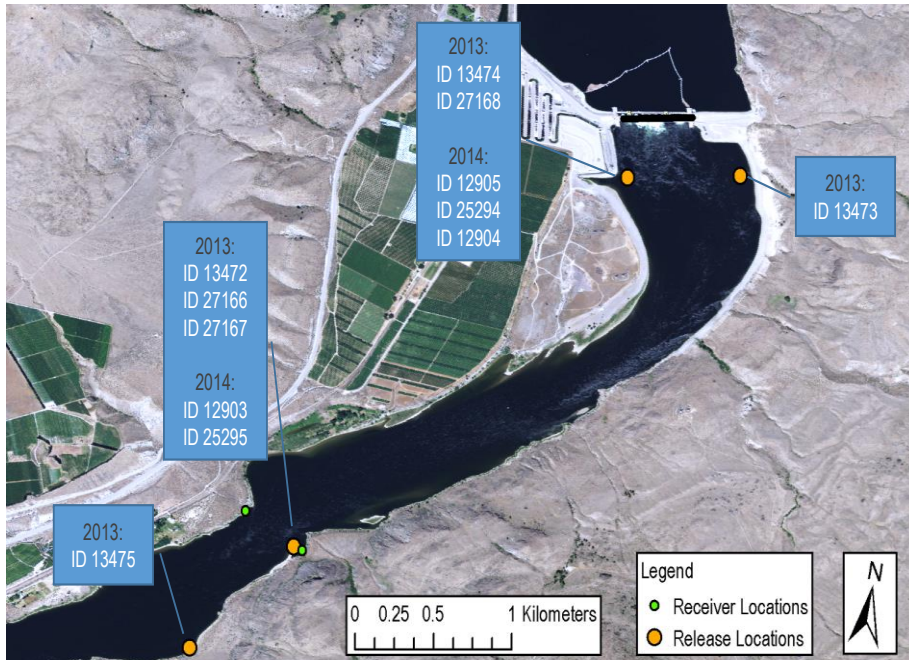 2013:
ID 13474
ID 27168
2014:
ID 12905
ID 25294
ID 12904
2013:
ID 13473
2013:
ID 13472
ID 27166
ID 27167
2014:
ID 12903
ID 25295
2013:
ID 13475
0 0.25 0.5 1 Kilometers
Legend
Receiver Locations
Release Locations
N